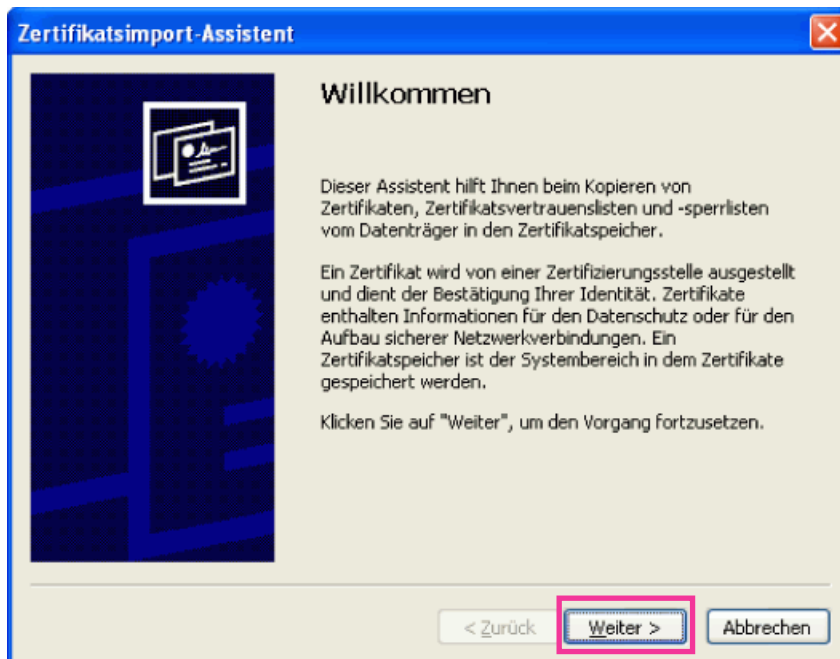 Zertifikatsimport-Assistent
Willkommen
Dieser Assistent hilft Ihnen beim Kopieren von
Zertifikaten, Zertifikatsvertrauenslisten und -sperrlisten
vom Datenträger in den Zertifikatspeicher.
Ein Zertifikat wird von einer Zertifizierungsstelle ausgestellt
und dient der Bestätigung Ihrer Identität. Zertifikate
enthalten Informationen für den Datenschutz oder für den
Aufbau sicherer Netzwerkverbindungen. Ein
Zertifikatspeicher ist der Systembereich in dem Zertifikate
gespeichert werden.
Klicken Sie auf "Weiter", um den Vorgang fortzusetzen.
< Zurück Weiter > Abbrechen